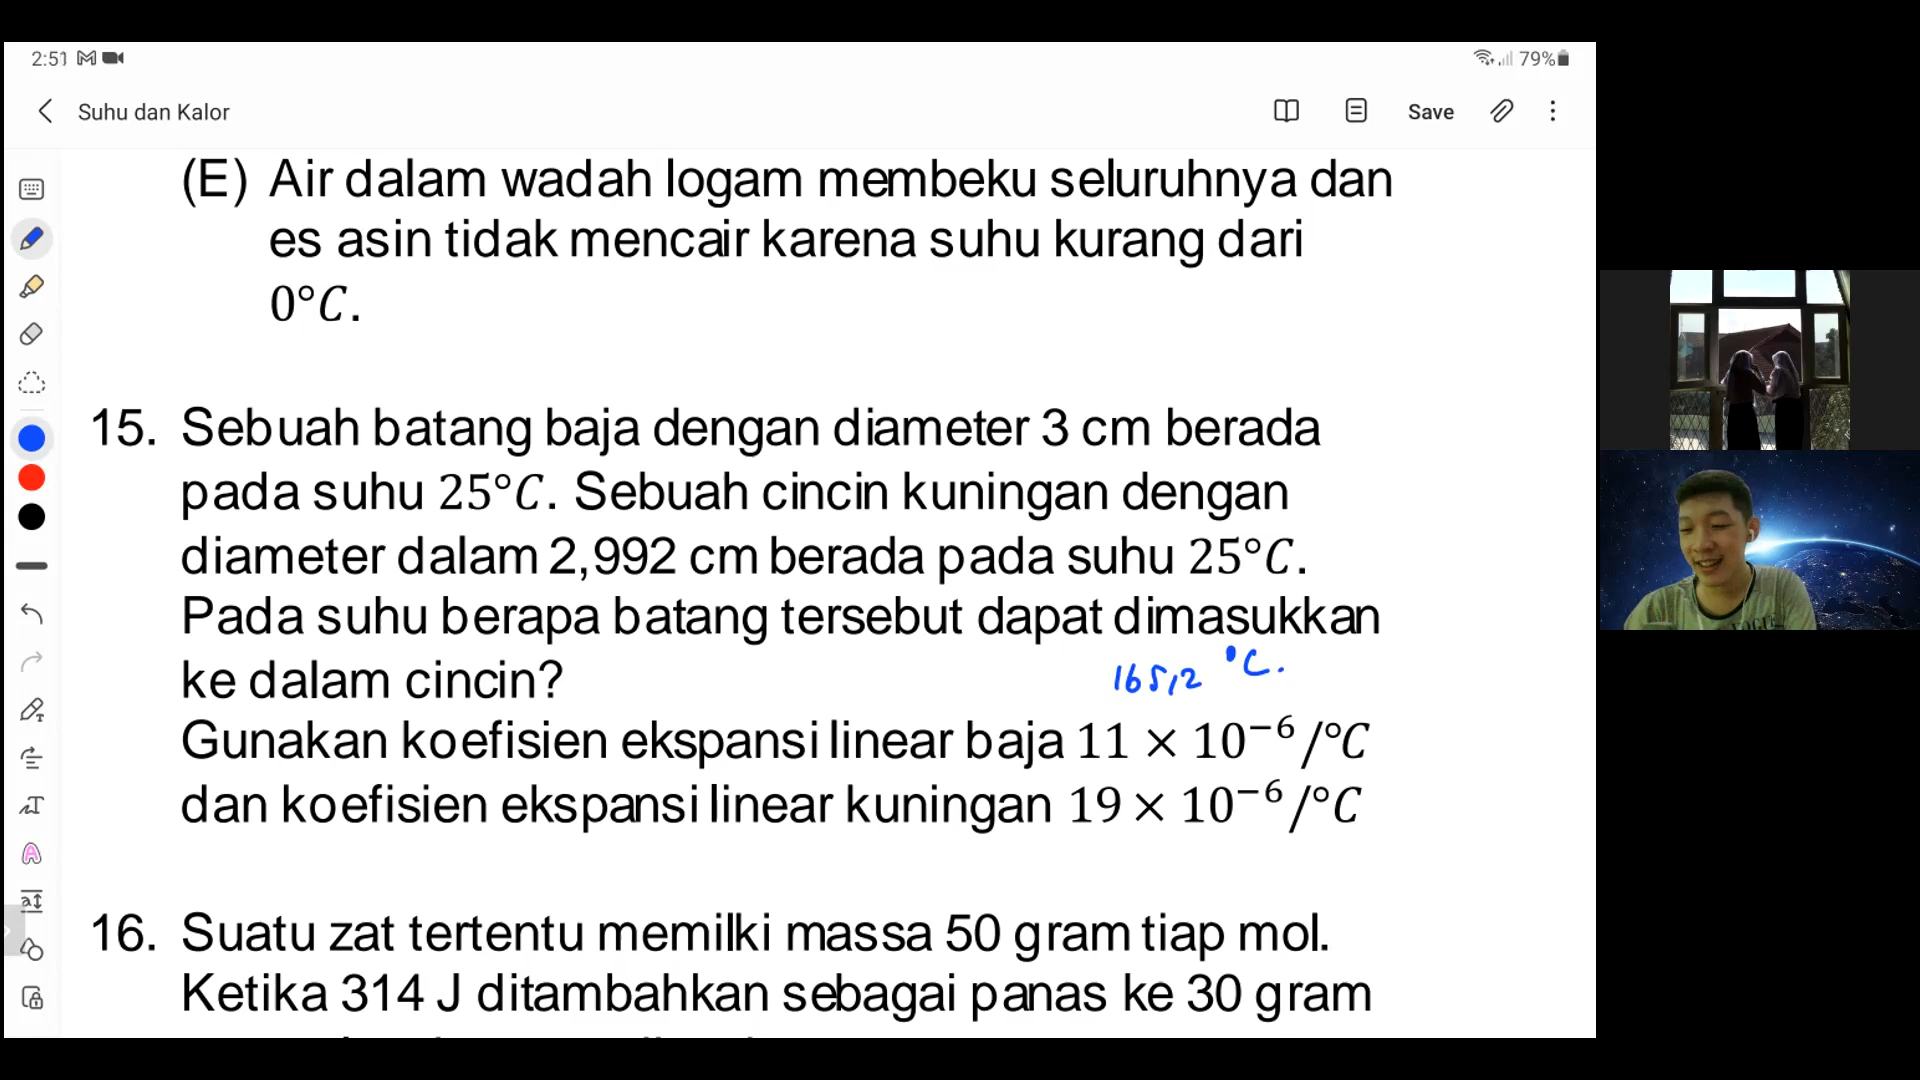 2:51
79%
Suhu dan Kalor
Save
(E) Air dalam wadah logam membeku seluruhnya dan
es asin tidak mencair karena suhu kurang dari
0°C.
15. Sebuah batang baja dengan diameter 3 cm berada
pada suhu 25°C. Sebuah cincin kuningan dengan
diameter dalam 2,992 cm berada pada suhu 25°C.
Pada suhu berapa batang tersebut dapat dimasukkan
ke dalam cincin?
165,2 °C.
Gunakan koefisien ekspansi linear baja 11 × 10⁻⁶/°C
dan koefisien ekspansi linear kuningan 19 × 10⁻⁶/°C
16. Suatu zat tertentu memilki massa 50 gram tiap mol.
Ketika 314 J ditambahkan sebagai panas ke 30 gram